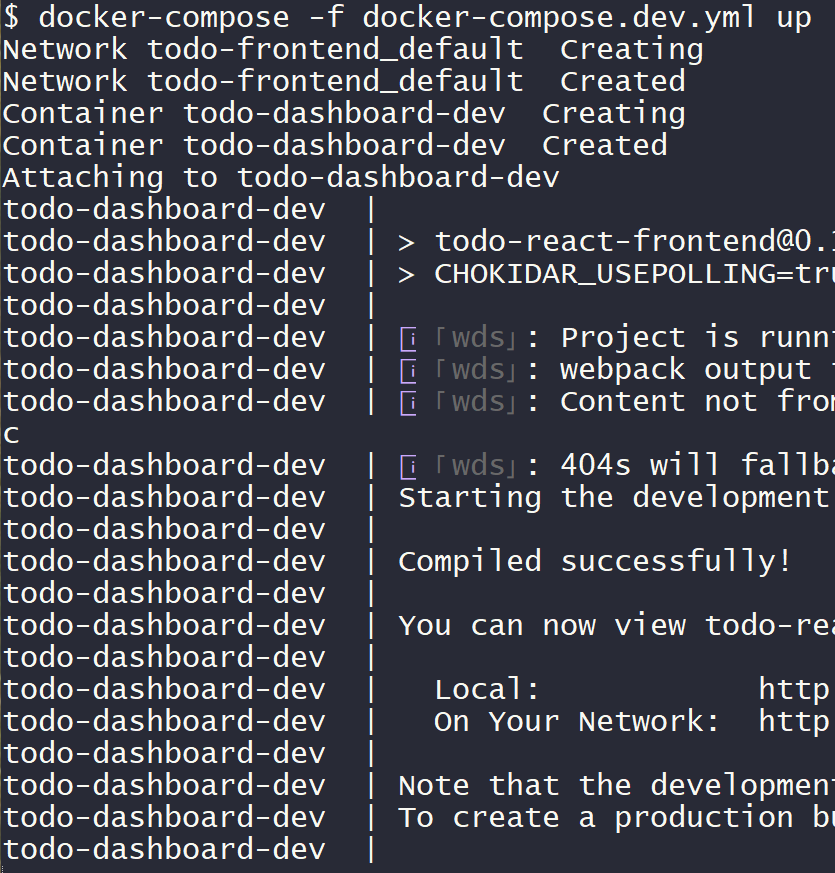 $ docker-compose -f docker-compose.dev.yml up
Network todo-frontend_default  Creating
Network todo-frontend_default  Created
Container todo-dashboard-dev  Creating
Container todo-dashboard-dev  Created
Attaching to todo-dashboard-dev
todo-dashboard-dev  |
todo-dashboard-dev  | > todo-react-frontend@0.1
todo-dashboard-dev  | > CHOKIDAR_USEPOLLING=tru
todo-dashboard-dev  |
todo-dashboard-dev  | ℹ 「wds」: Project is runni
todo-dashboard-dev  | ℹ 「wds」: webpack output i
todo-dashboard-dev  | ℹ 「wds」: Content not from
c
todo-dashboard-dev  | ℹ 「wds」: 404s will fallba
todo-dashboard-dev  | Starting the development
todo-dashboard-dev  |
todo-dashboard-dev  | Compiled successfully!
todo-dashboard-dev  |
todo-dashboard-dev  | You can now view todo-rea
todo-dashboard-dev  |
todo-dashboard-dev  |   Local:            http
todo-dashboard-dev  |   On Your Network:  http
todo-dashboard-dev  |
todo-dashboard-dev  | Note that the development
todo-dashboard-dev  | To create a production bu
todo-dashboard-dev  |